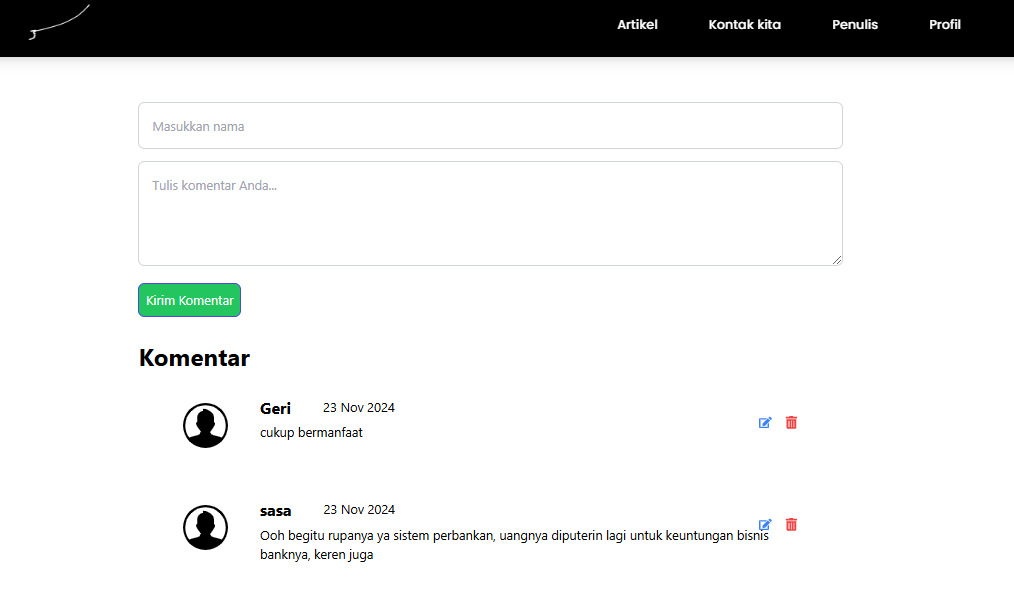 Artikel Kontak kita Penulis Profil
Masukkan nama
Tulis komentar Anda...
Kirim Komentar
Komentar
Geri 23 Nov 2024
cukup bermanfaat
sasa 23 Nov 2024
Ooh begitu rupanya ya sistem perbankan, uangnya diputerin lagi untuk keuntungan bisnis
banknya, keren juga